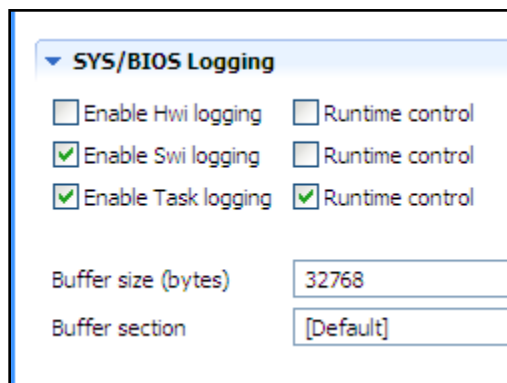 SYS/BIOS Logging
Enable Hwi logging Runtime control
Enable Swi logging Runtime control
Enable Task logging Runtime control
Buffer size (bytes) 32768
Buffer section [Default]